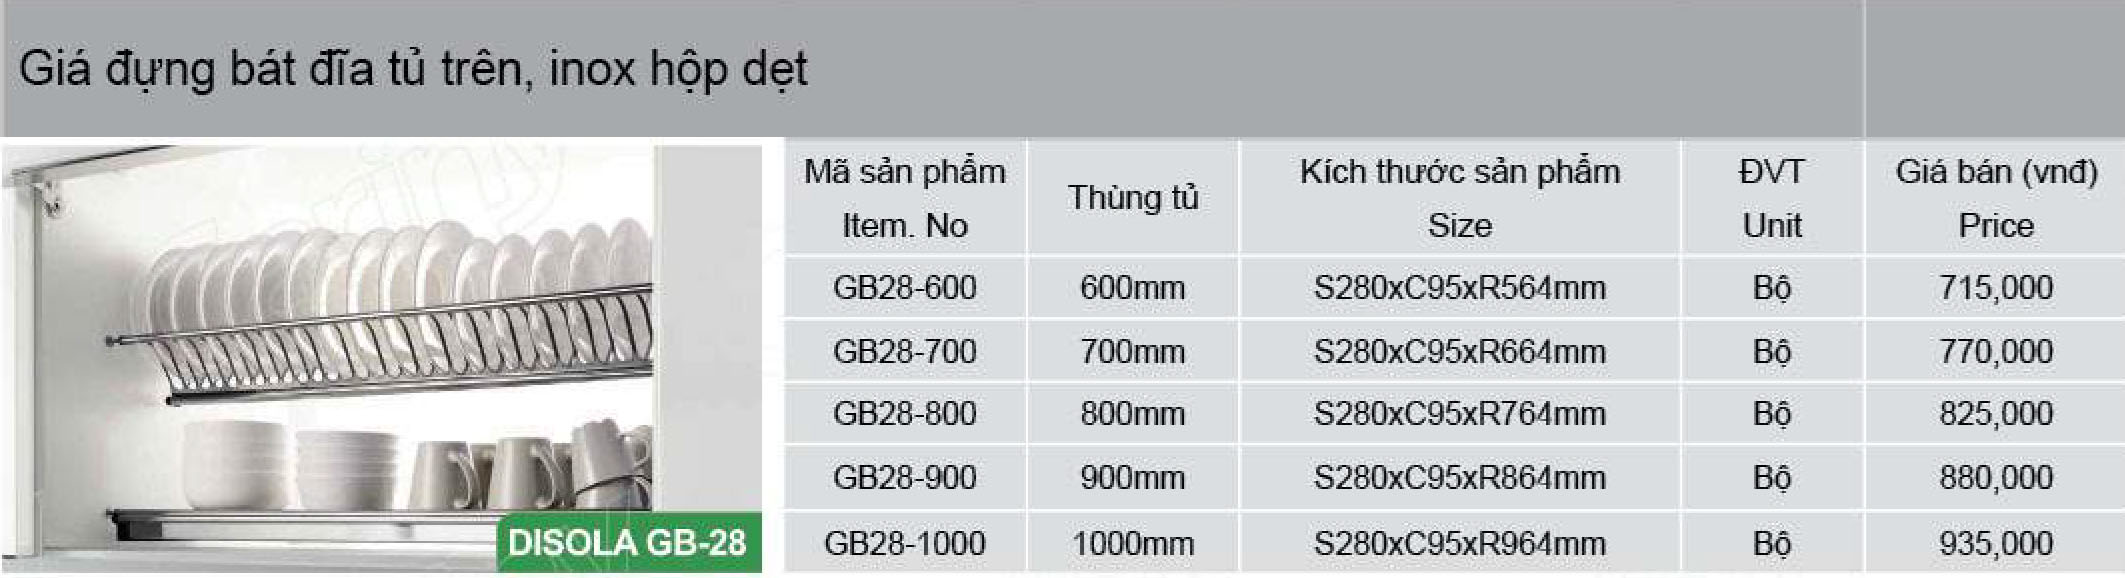 Giá đựng bát đĩa tủ trên, inox hộp dẹt
Mã sản phẩm Item. No Thùng tủ Kích thước sản phẩm Size ĐVT Unit Giá bán (vnđ) Price
GB28-600 600mm S280xC95xR564mm Bộ 715,000
GB28-700 700mm S280xC95xR664mm Bộ 770,000
GB28-800 800mm S280xC95xR764mm Bộ 825,000
GB28-900 900mm S280xC95xR864mm Bộ 880,000
GB28-1000 1000mm S280xC95xR964mm Bộ 935,000
DISOLA GB-28